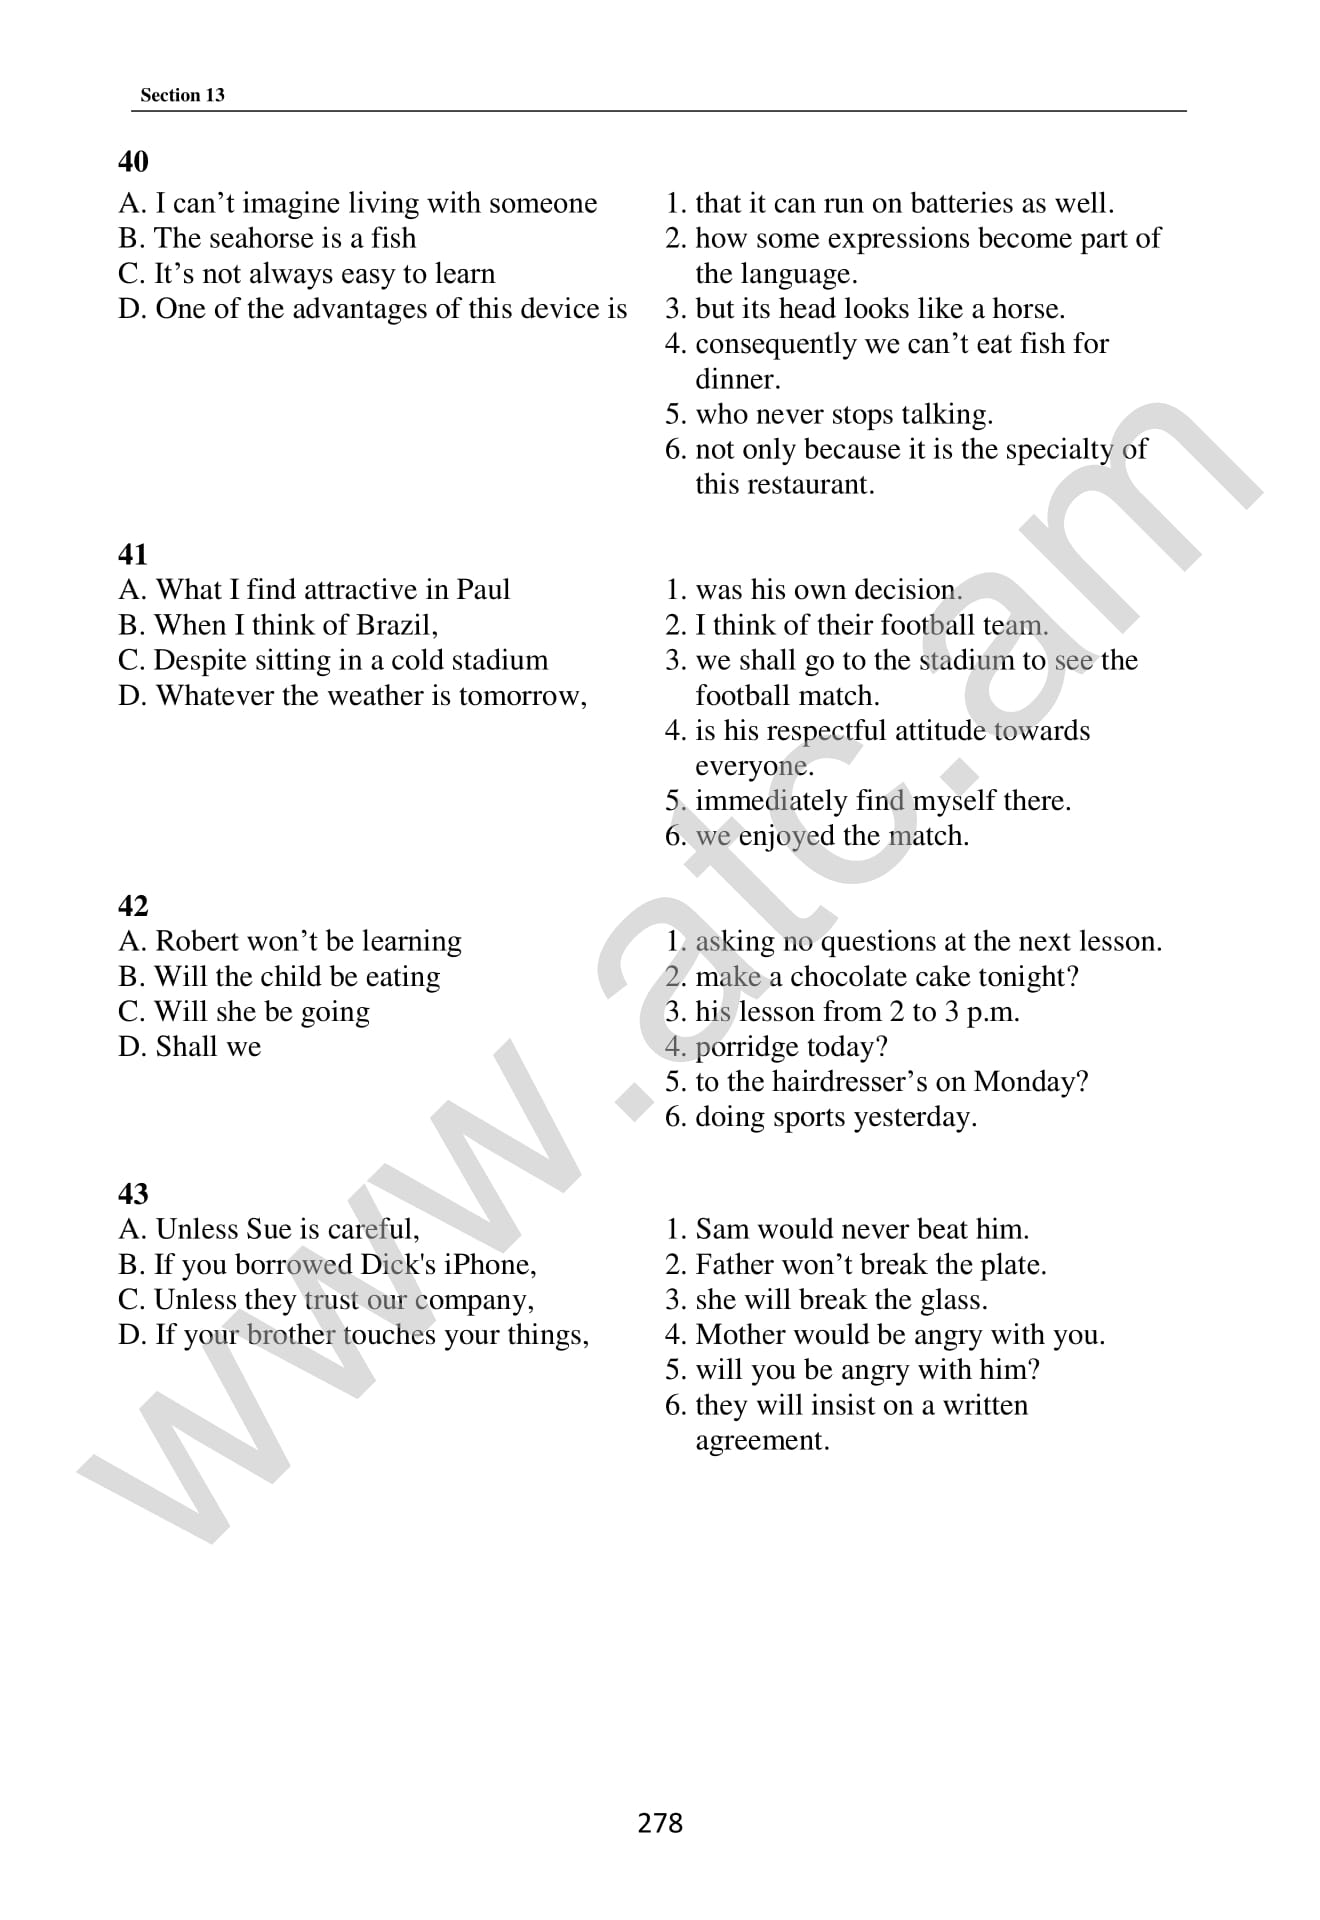 Section 13
40
A. I can’t imagine living with someone
B. The seahorse is a fish
C. It’s not always easy to learn
D. One of the advantages of this device is
1. that it can run on batteries as well.
2. how some expressions become part of
the language.
3. but its head looks like a horse.
4. consequently we can’t eat fish for
dinner.
5. who never stops talking.
6. not only because it is the specialty of
this restaurant.
41
A. What I find attractive in Paul
B. When I think of Brazil,
C. Despite sitting in a cold stadium
D. Whatever the weather is tomorrow,
1. was his own decision.
2. I think of their football team.
3. we shall go to the stadium to see the
football match.
4. is his respectful attitude towards
everyone.
5. immediately find myself there.
6. we enjoyed the match.
42
A. Robert won’t be learning
B. Will the child be eating
C. Will she be going
D. Shall we
1. asking no questions at the next lesson.
2. make a chocolate cake tonight?
3. his lesson from 2 to 3 p.m.
4. porridge today?
5. to the hairdresser’s on Monday?
6. doing sports yesterday.
43
A. Unless Sue is careful,
B. If you borrowed Dick's iPhone,
C. Unless they trust our company,
D. If your brother touches your things,
1. Sam would never beat him.
2. Father won’t break the plate.
3. she will break the glass.
4. Mother would be angry with you.
5. will you be angry with him?
6. they will insist on a written
agreement.
www.atc.am
278